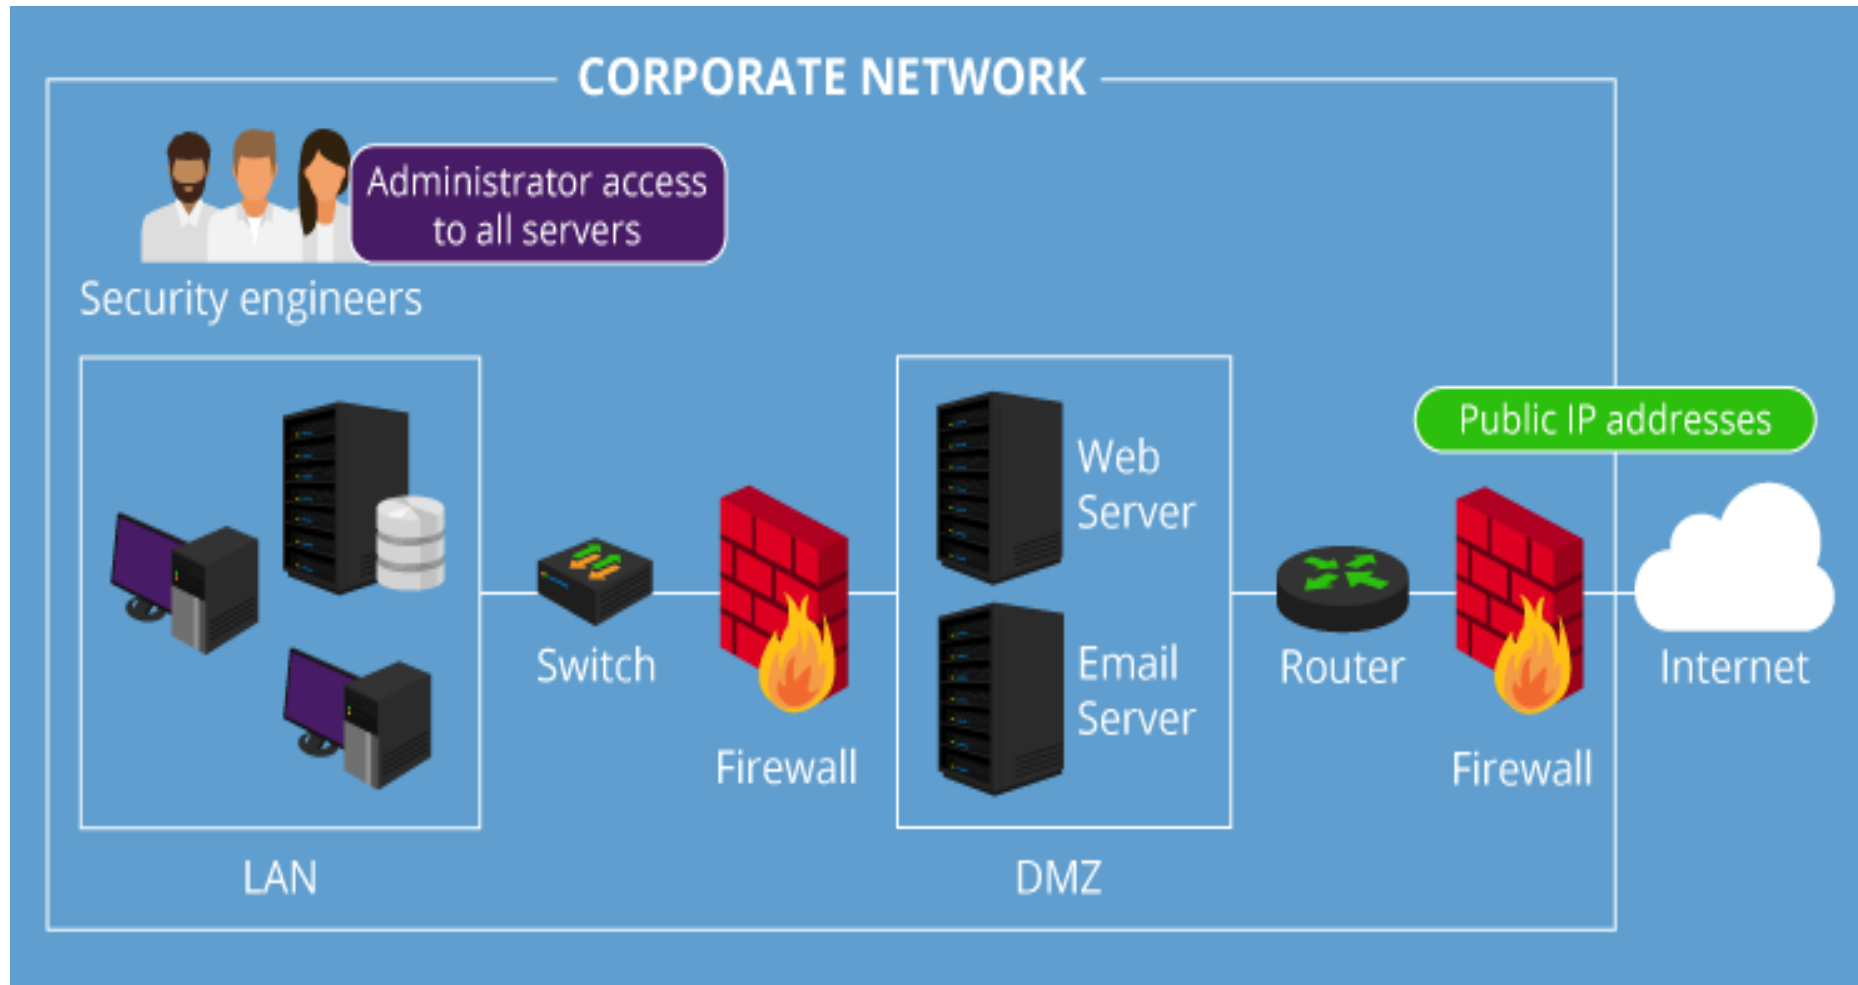 CORPORATE NETWORK
Administrator access
to all servers
Security engineers
Public IP addresses
Web
Server
Email
Server
Switch
Router
Internet
Firewall
Firewall
LAN
DMZ